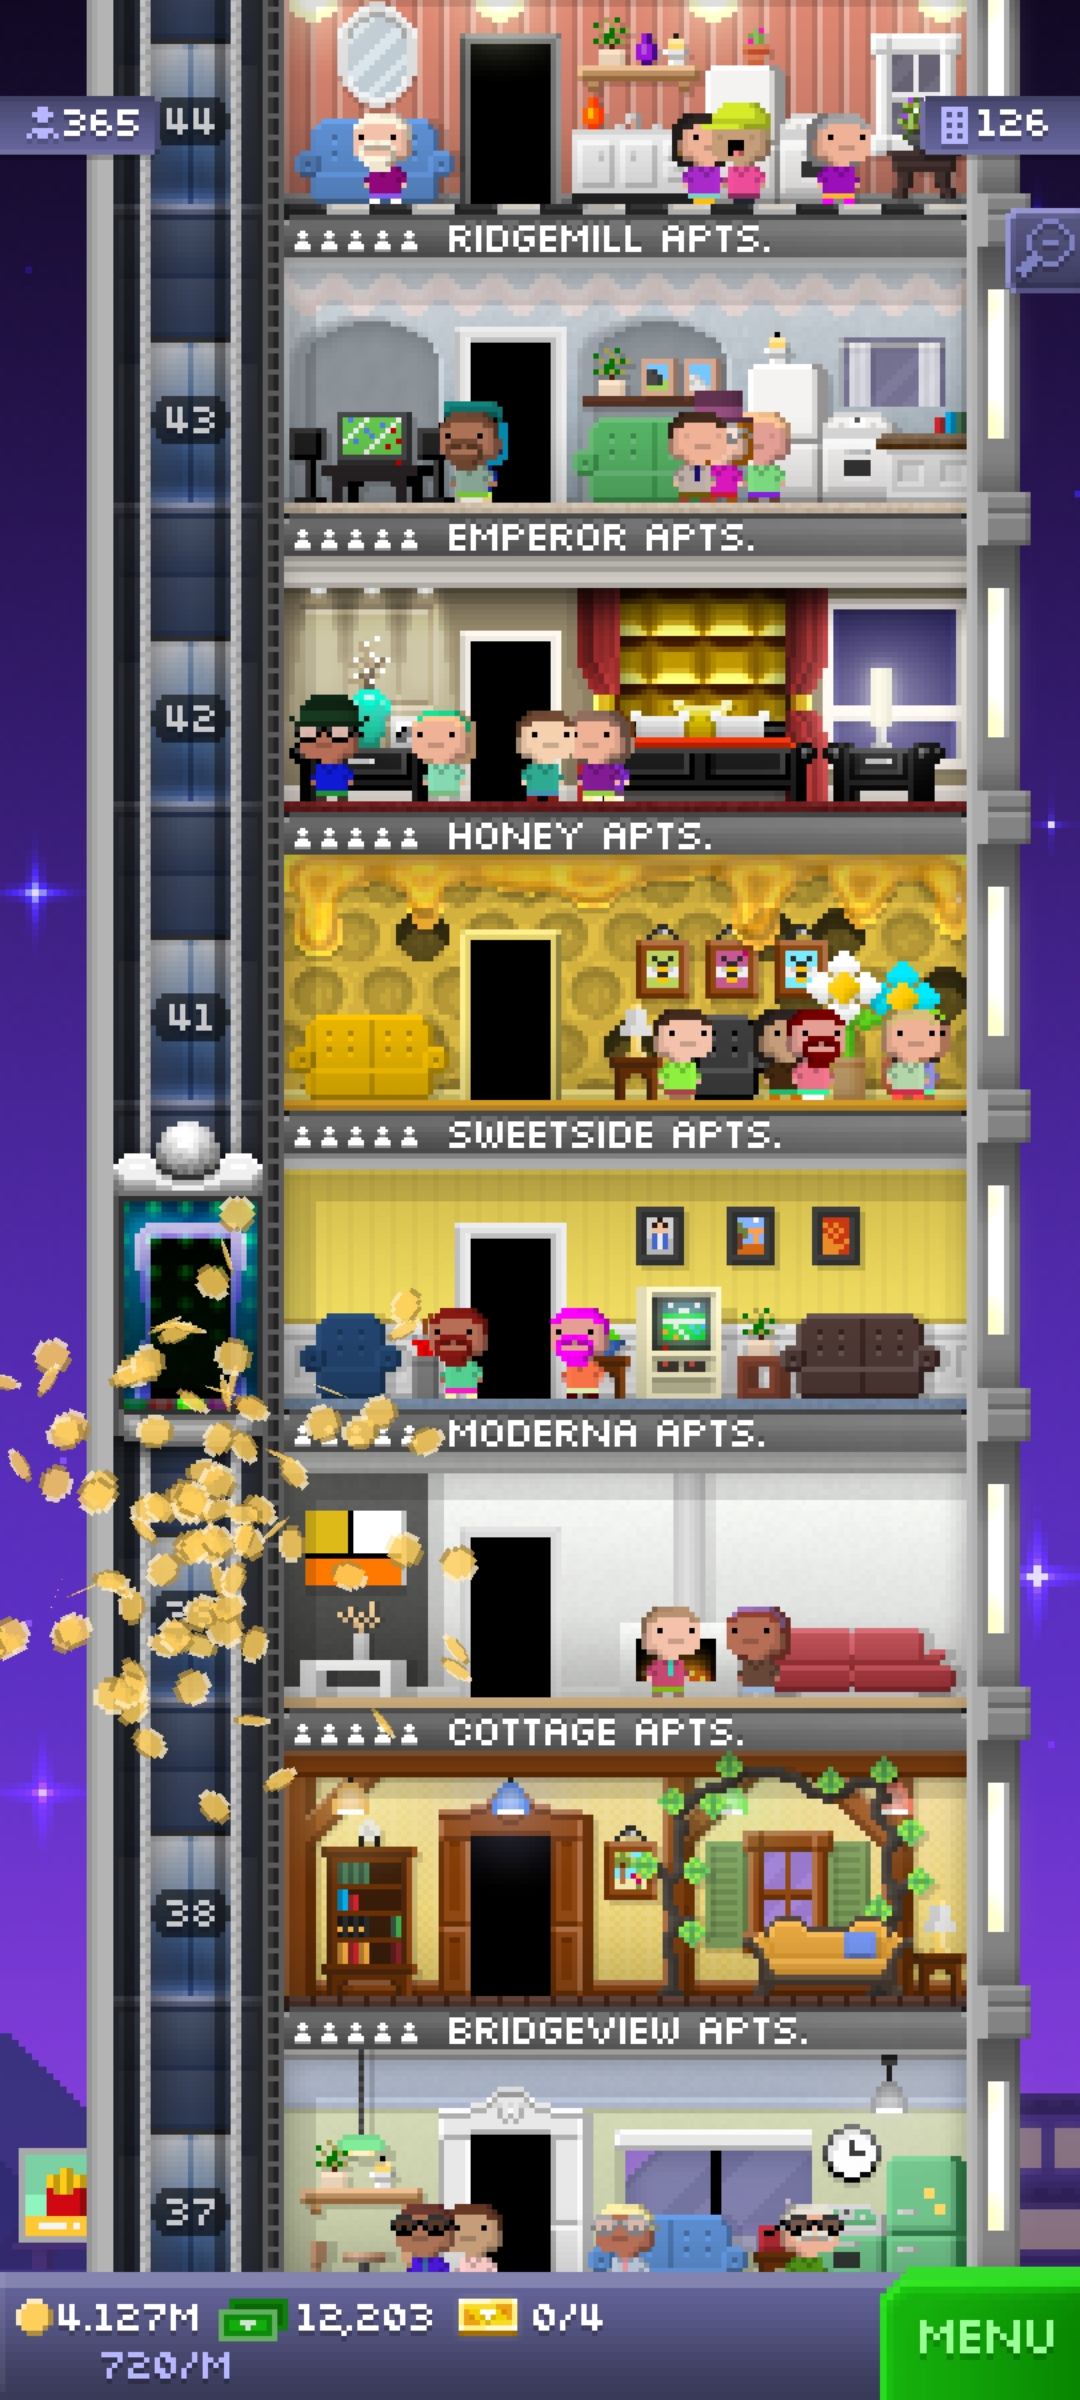 365
44
126
RIDGEMILL APTS.
43
EMPEROR APTS.
42
HONEY APTS.
41
SWEETSIDE APTS.
MODERNA APTS.
COTTAGE APTS.
38
BRIDGEVIEW APTS.
37
4.127M 12,203 0/4
720/M
MENU